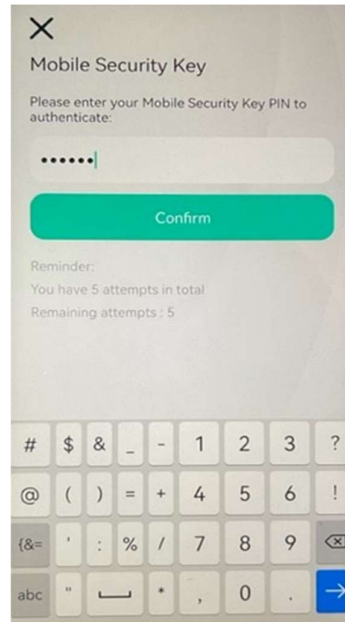 Mobile Security Key
Please enter your Mobile Security Key PIN to
authenticate:
••••••
Confirm
Reminder:
You have 5 attempts in total
Remaining attempts : 5
# $ & _ - 1 2 3 ?
@ ( ) = + 4 5 6 !
{&= ' : % / 7 8 9
abc " * , 0 .